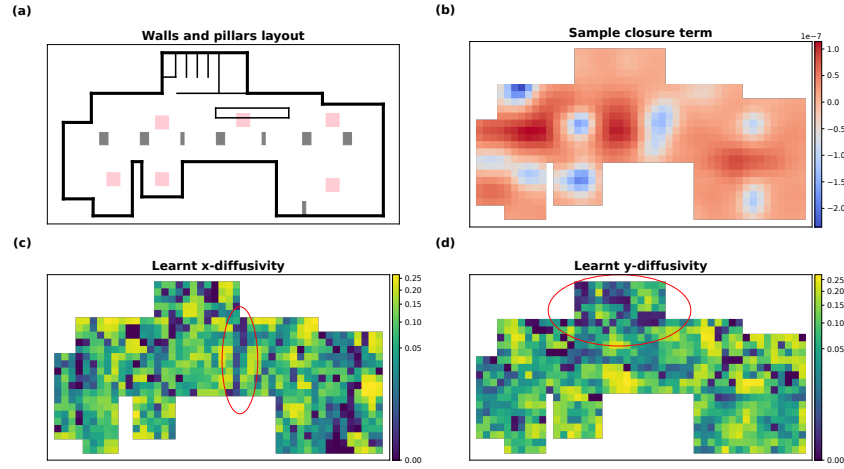 (a)
Walls and pillars layout
(b)
Sample closure term
1e-7
1.0
0.5
0.0
−0.5
−1.0
−1.5
−2.0
(c)
Learnt x-diffusivity
0.25
0.20
0.15
0.10
0.05
0.00
(d)
Learnt y-diffusivity
0.25
0.20
0.15
0.10
0.05
0.00